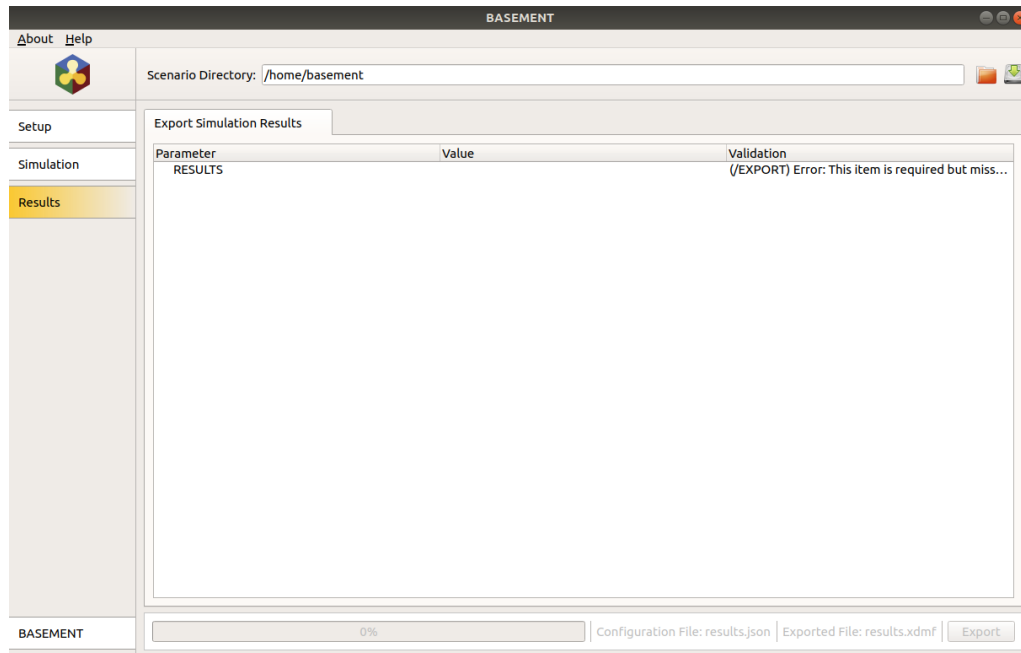 BASEMENT
About Help
Scenario Directory: /home/basement
Setup
Export Simulation Results
Parameter Value Validation
Simulation
RESULTS (/EXPORT) Error: This item is required but miss...
Results
BASEMENT
0% Configuration File: results.json Exported File: results.xdmf Export